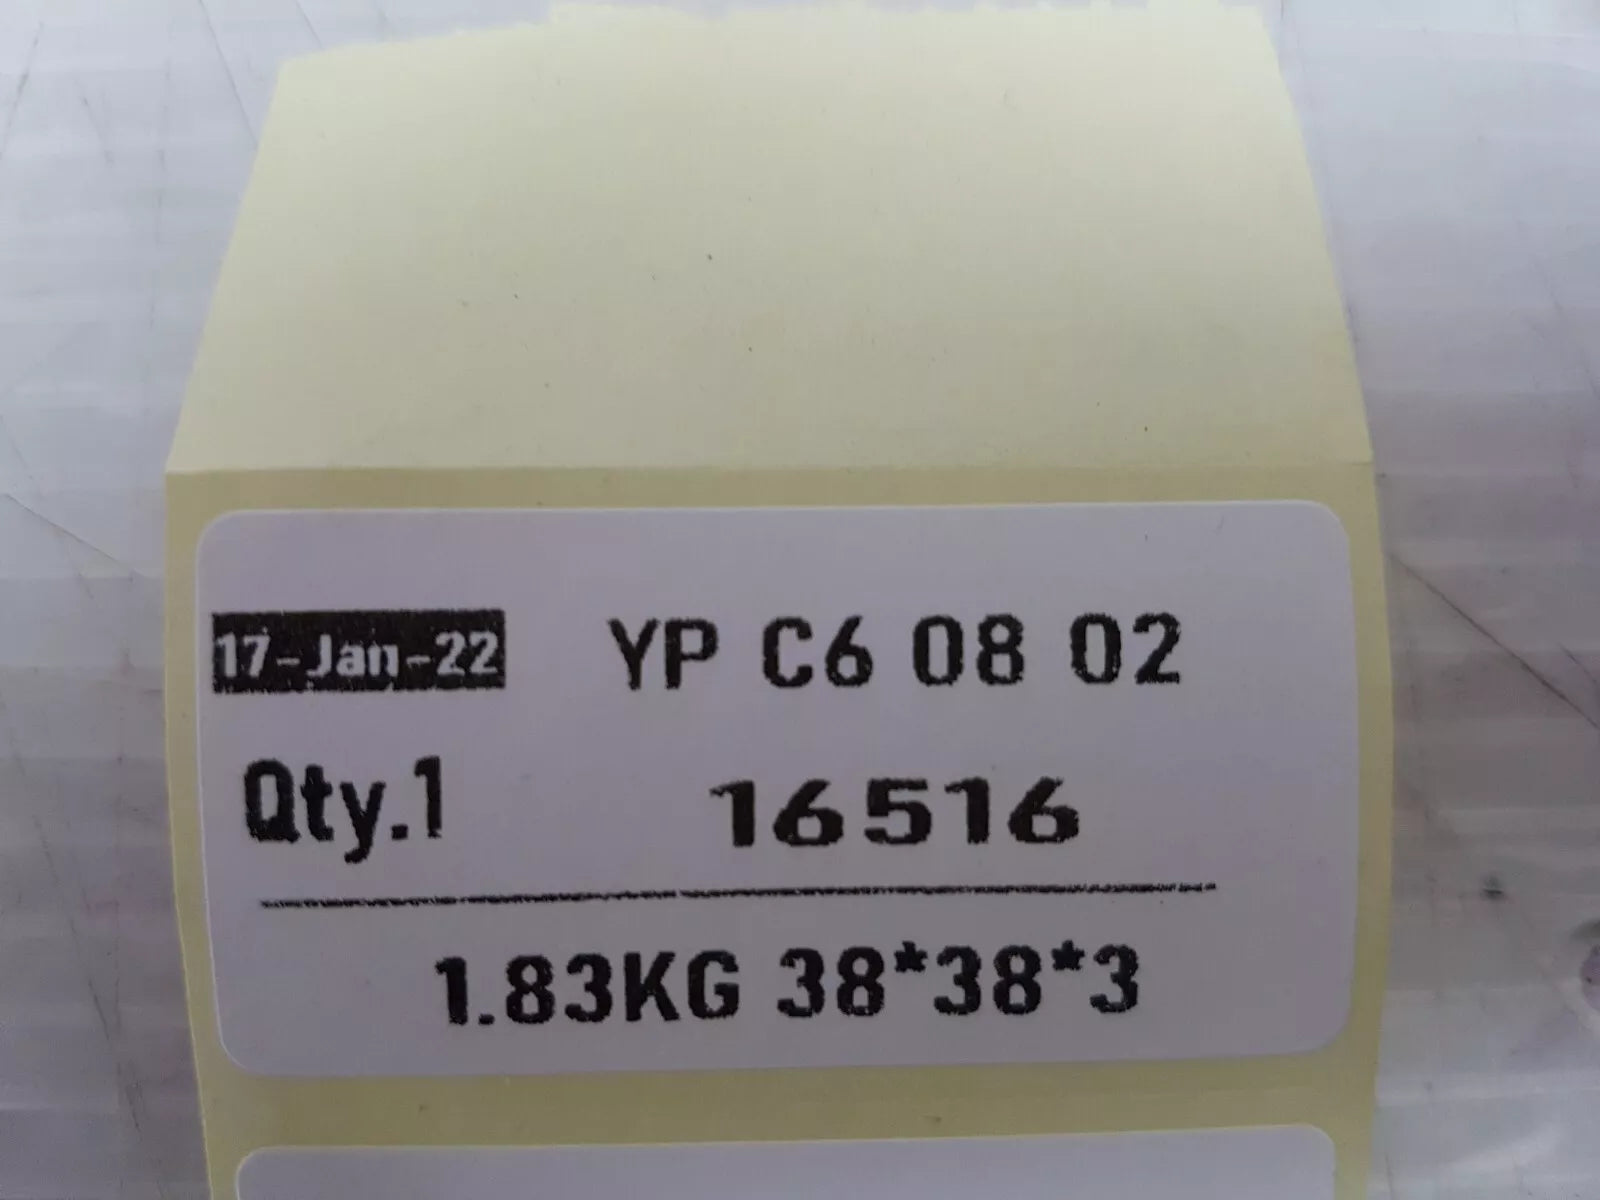 17-Jan-22 YP C6 08 02
Qty.1 16516
1.83KG 38*38*3